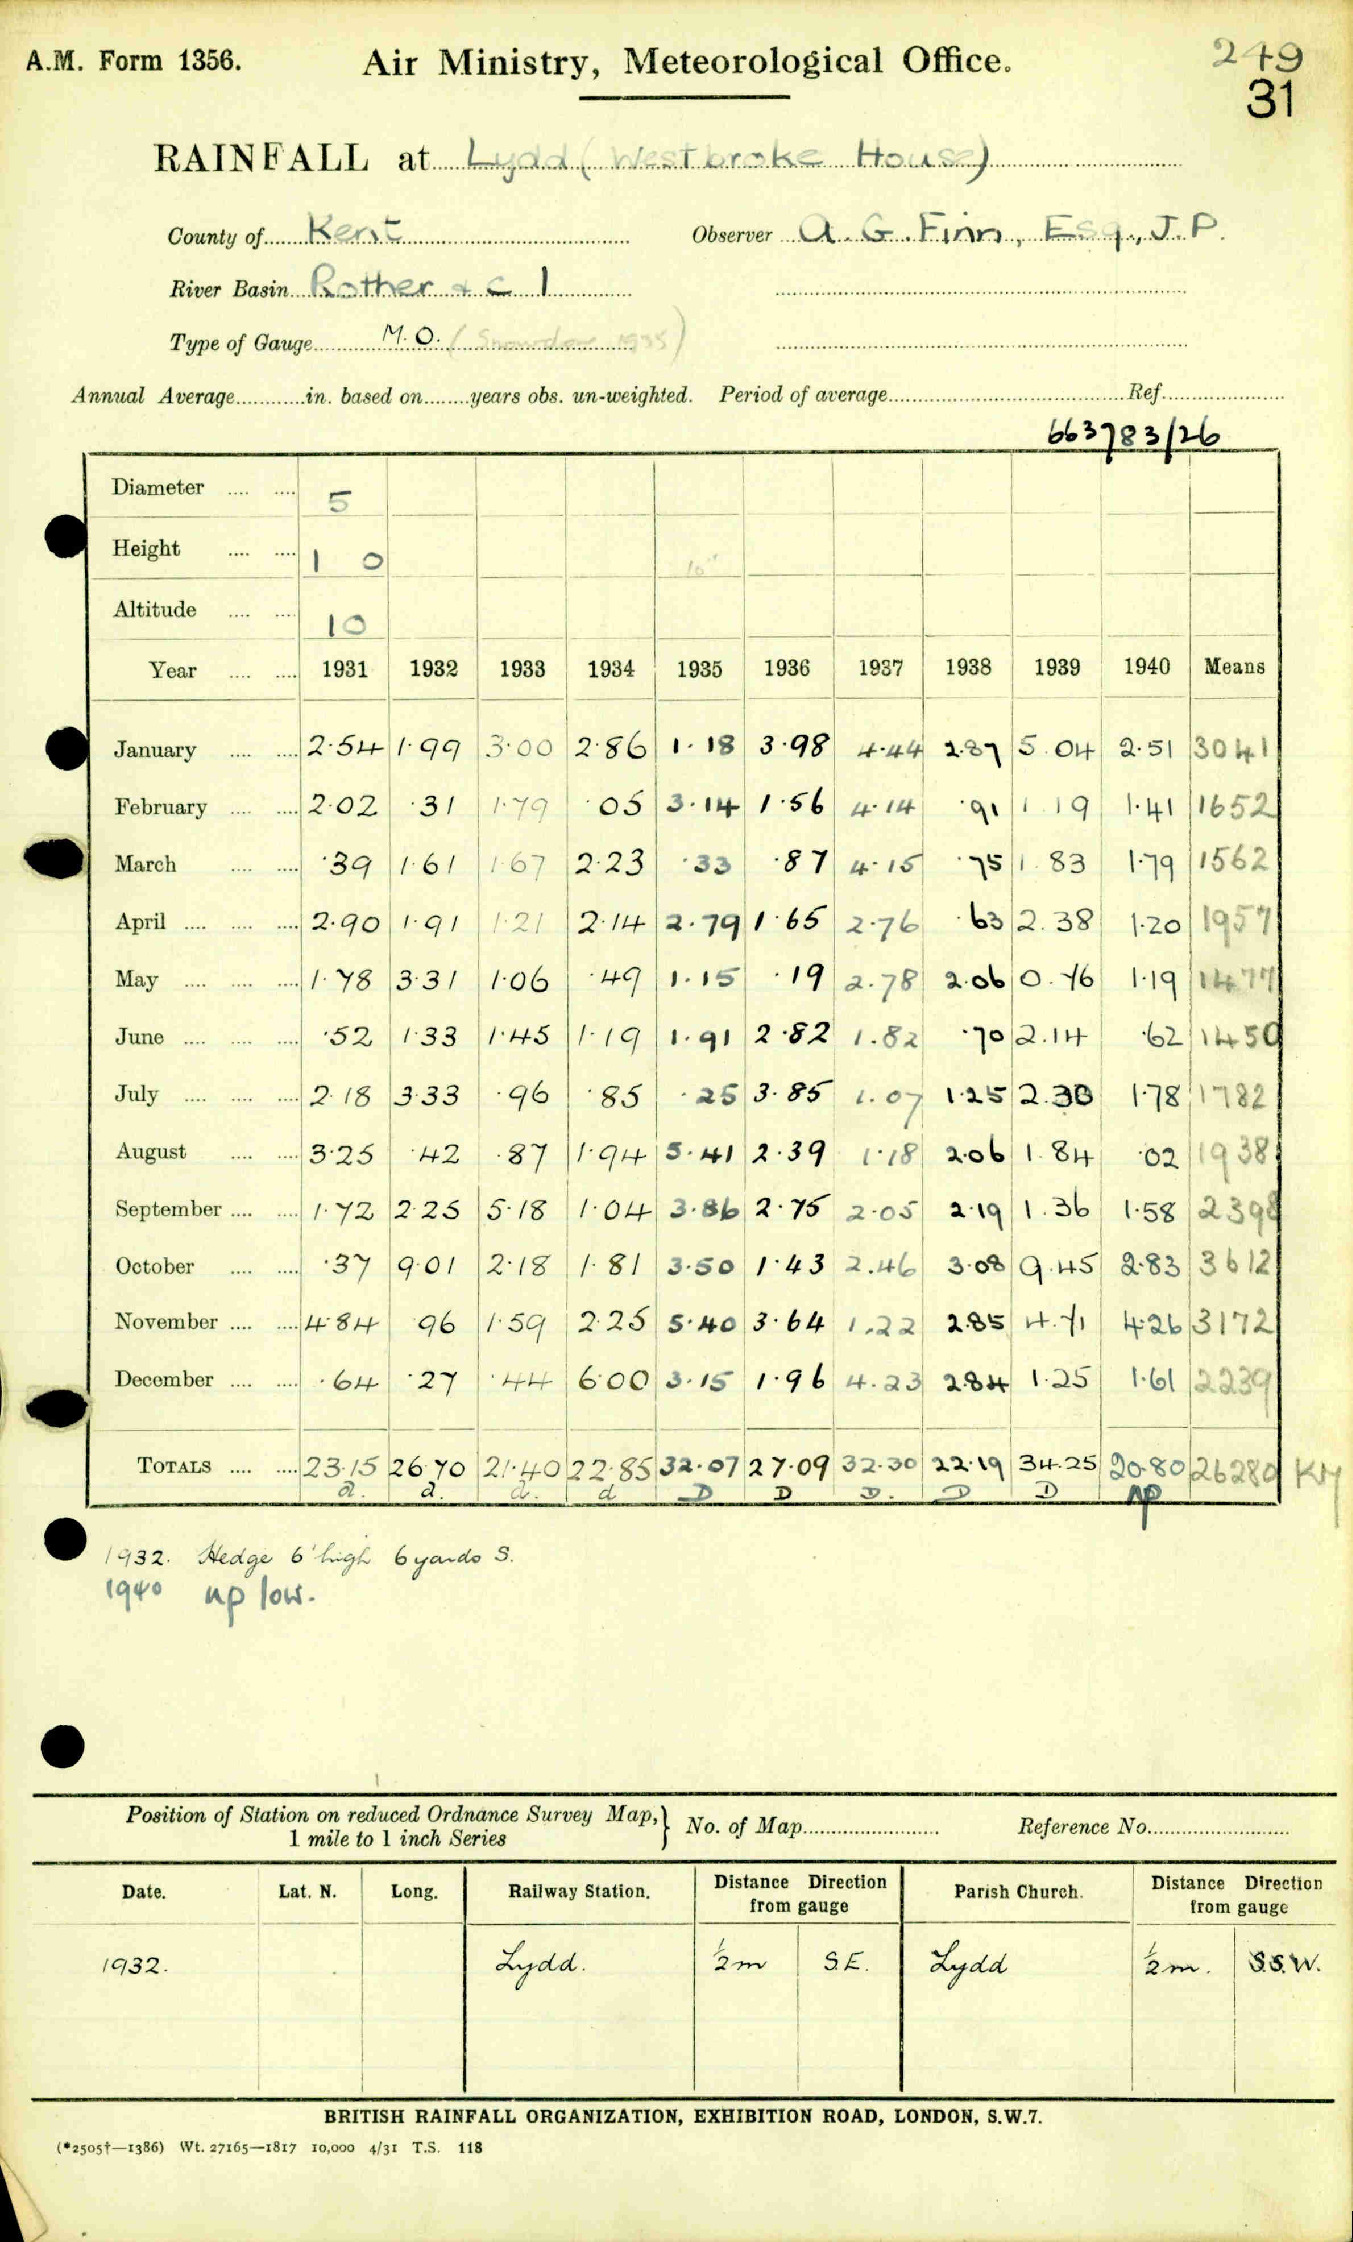 A.M. Form 1356.
Air Ministry, Meteorological Office.
249
31
RAINFALL at Lydd (Westbroke House)
County of Kent Observer A. G. Finn, Esq., J.P.
River Basin Rother & C 1
Type of Gauge M.O. (Snowdon 1935)
Annual Average in. based on years obs. un-weighted. Period of average Ref.
663783/26
Diameter 5
Height 1 0 10"
Altitude 10
Year 1931 1932 1933 1934 1935 1936 1937 1938 1939 1940 Means
January 2.54 1.99 3.00 2.86 1.18 3.98 4.44 2.87 5.04 2.51 3041
February 2.02 .31 1.79 .05 3.14 1.56 4.14 .91 1.19 1.41 1652
March .39 1.61 1.67 2.23 .33 .87 4.15 .75 1.83 1.79 1562
April 2.90 1.91 1.21 2.14 2.79 1.65 2.76 .63 2.38 1.20 1957
May 1.78 3.31 1.06 .49 1.15 .19 2.78 2.06 0.76 1.19 1477
June .52 1.33 1.45 1.19 1.91 2.82 1.82 .70 2.14 .62 1450
July 2.18 3.33 .96 .85 .25 3.85 1.07 1.25 2.30 1.78 1782
August 3.25 .42 .87 1.94 5.41 2.39 1.18 2.06 1.84 .02 1938
September 1.72 2.25 5.18 1.04 3.86 2.75 2.05 2.19 1.36 1.58 2398
October .37 9.01 2.18 1.81 3.50 1.43 2.46 3.08 9.45 2.83 3612
November 4.84 .96 1.59 2.25 5.40 3.64 1.22 2.85 4.71 4.26 3172
December .64 .27 .44 6.00 3.15 1.96 4.23 2.84 1.25 1.61 2239
TOTALS 23.15 26.70 21.40 22.85 32.07 27.09 32.30 22.19 34.25 20.80 26280 KM
d. d. d. d D D D. D D np
1932. Hedge 6' high 6 yards S.
1940 np low.
Position of Station on reduced Ordnance Survey Map, 1 mile to 1 inch Series No. of Map Reference No.
Date. Lat. N. Long. Railway Station. Distance Direction from gauge Parish Church. Distance Direction from gauge
1932. Lydd. ½ m S.E. Lydd ½ m. S.S.W.
BRITISH RAINFALL ORGANIZATION, EXHIBITION ROAD, LONDON, S.W.7.
(*2505†—1386) Wt. 27165—1817 10,000 4/31 T.S. 118